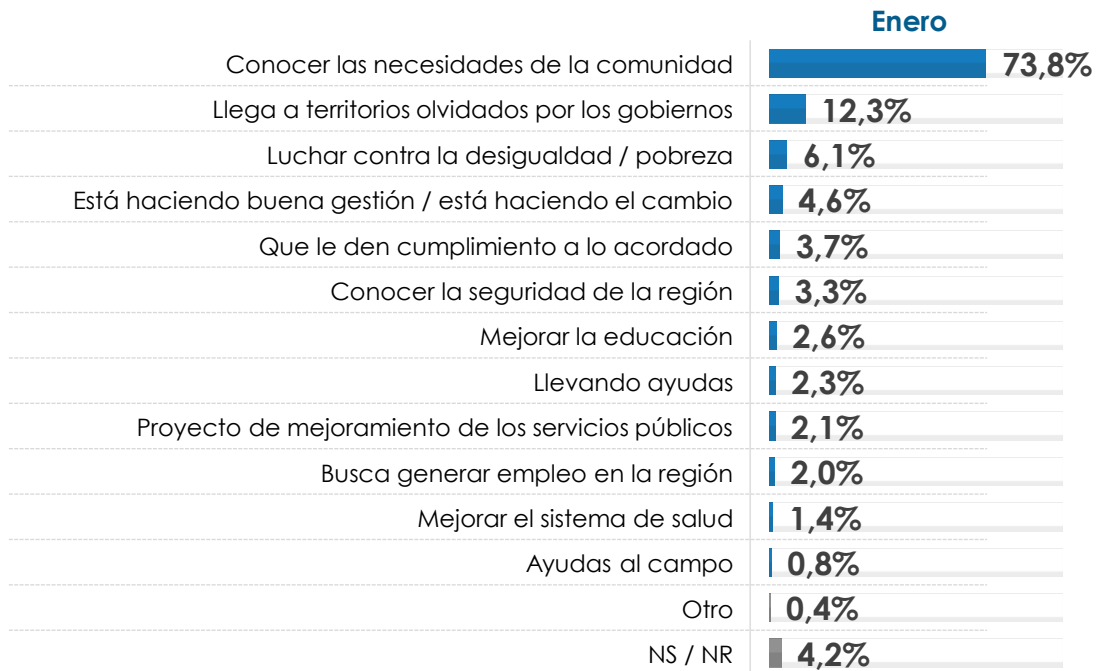 Enero
Conocer las necesidades de la comunidad 73,8%
Llega a territorios olvidados por los gobiernos 12,3%
Luchar contra la desigualdad / pobreza 6,1%
Está haciendo buena gestión / está haciendo el cambio 4,6%
Que le den cumplimiento a lo acordado 3,7%
Conocer la seguridad de la región 3,3%
Mejorar la educación 2,6%
Llevando ayudas 2,3%
Proyecto de mejoramiento de los servicios públicos 2,1%
Busca generar empleo en la región 2,0%
Mejorar el sistema de salud 1,4%
Ayudas al campo 0,8%
Otro 0,4%
NS / NR 4,2%